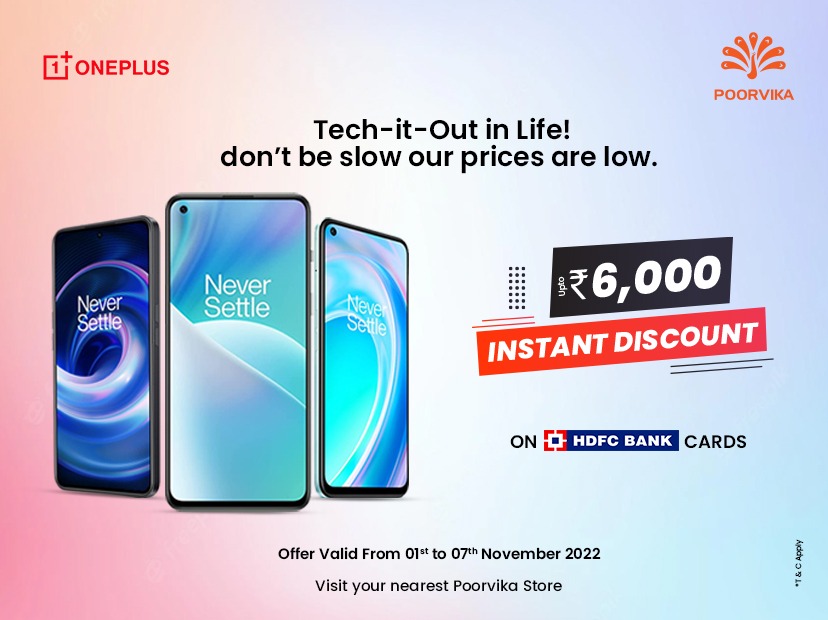 1+ ONEPLUS
POORVIKA
Tech-it-Out in Life!
don't be slow our prices are low.
Never
Settle
Never
Settle
Never
Settle
Upto ₹6,000
INSTANT DISCOUNT
ON HDFC BANK CARDS
Offer Valid From 01st to 07th November 2022
Visit your nearest Poorvika Store
*T & C Apply